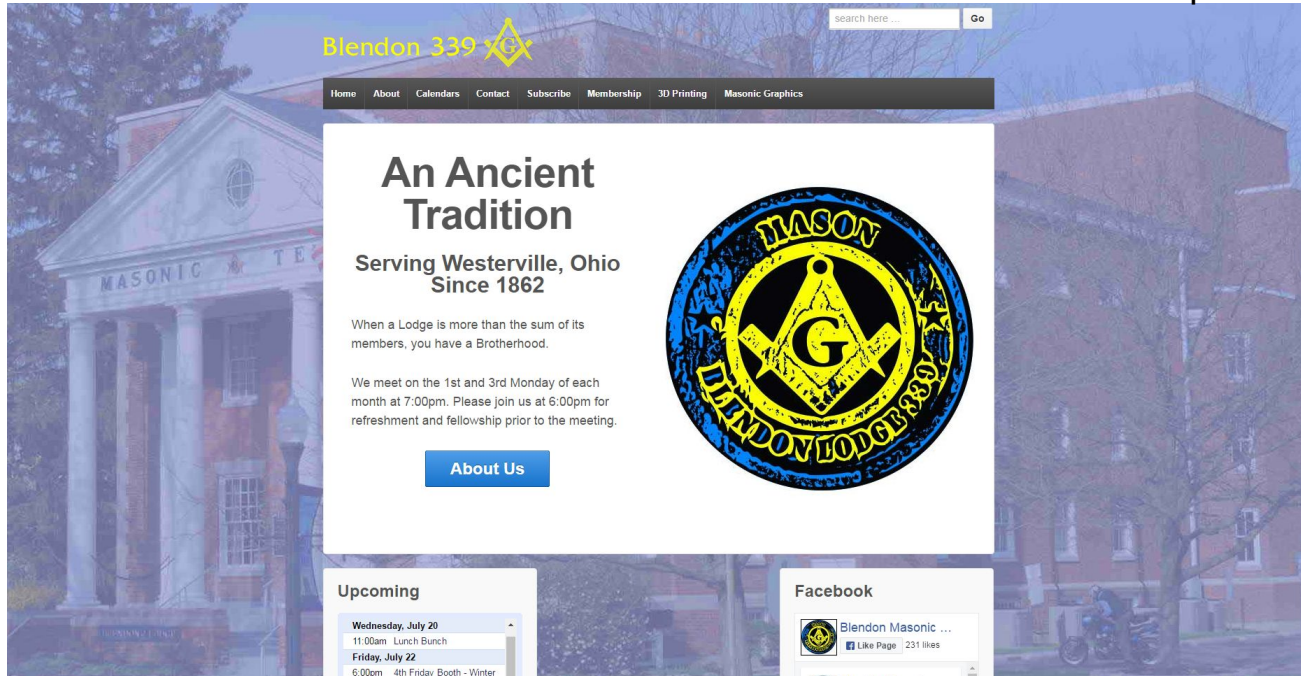 search here ...
Go
Blendon 339 G
Home About Calendars Contact Subscribe Membership 3D Printing Masonic Graphics
An Ancient
Tradition
Serving Westerville, Ohio
Since 1862
When a Lodge is more than the sum of its
members, you have a Brotherhood.
We meet on the 1st and 3rd Monday of each
month at 7:00pm. Please join us at 6:00pm for
refreshment and fellowship prior to the meeting.
About Us
MASON
G
BLENDON LODGE 339
MASONIC TE
Upcoming
Wednesday, July 20
11:00am Lunch Bunch
Friday, July 22
6:00pm 4th Friday Booth - Winter
Facebook
Blendon Masonic ...
Like Page 231 likes